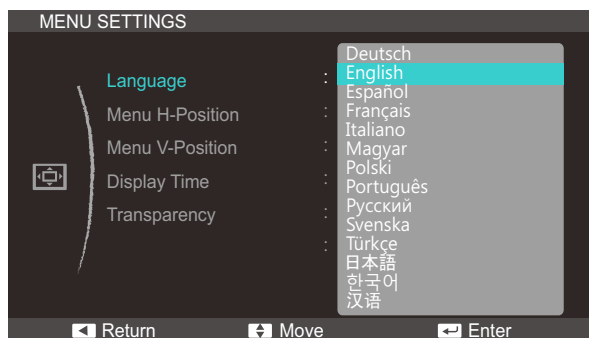 MENU SETTINGS
Language :
Menu H-Position :
Menu V-Position :
Display Time :
Transparency :
:
Deutsch
English
Español
Français
Italiano
Magyar
Polski
Português
Русский
Svenska
Türkçe
日本語
한국어
汉语
Return Move Enter